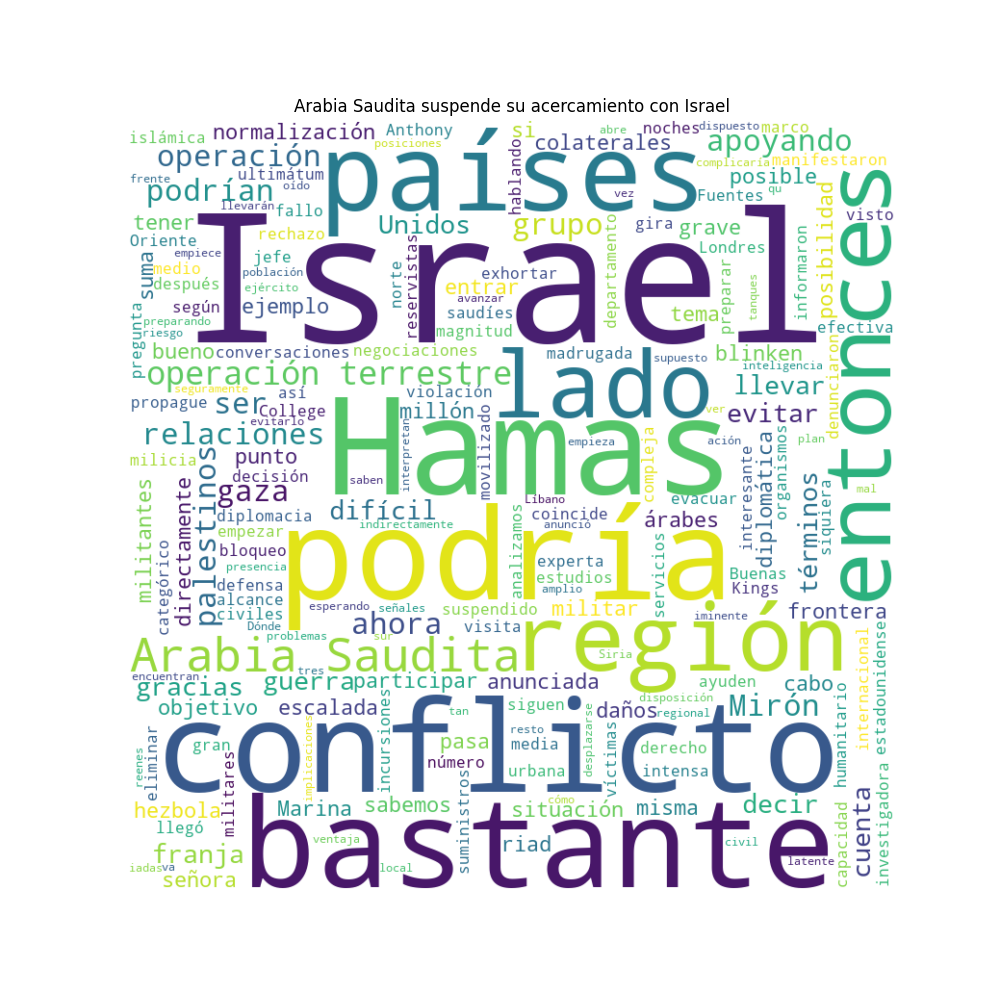 Arabia Saudita suspende su acercamiento con Israel
islámica
normalización
Anthony
posiciones
si
abre
noches
dispuesto
marco
colaterales
apoyando
operación
países
hablando
complicaría
manifestaron
frente
ultimátum
oído
podrían
posible
vez
Fuentes
qu
llevarán
fallo
tener
Unidos
grupo
gira
grave
visto
entonces
Oriente
suma
empiece
rechazo
Israel
Londres
posibilidad
informaron
jefe
medio
población
norte
reservistas
exhortar
departamento
después
ejército
entrar
preparar
tanques
según
ejemplo
avanzar
saudíes
tema
efectiva
pregunta
preparando
riesgo
magnitud
bueno
conversaciones
negociaciones
lado
madrugada
supuesto
blinken
denunciaron
inteligencia
operación terrestre
seguramente
así
violación
llevar
propague
ser
College
millón
Hamas
evitar
ver
evitarlo
relaciones
movilizado
empieza
ación
plan
compleja
interesante
diplomática
organismos
siquiera
milicia
punto
decisión
saben
interpretan
palestinos
gaza
Líbano
evacuar
mal
militantes
directamente
categórico
diplomacia
difícil
coincide
árabes
términos
empezar
indirectamente
anunció
analizamos
bloqueo
podría
experta
servicios
presencia
estudios
Buenas
Kings
defensa
amplio
alcance
esperando
señales
suspendido
militar
iminente
frontera
civiles
Dónde
ahora
visita
problemas
sur
región
Siria
Arabia Saudita
encuentran
tres
gracias
guerra
participar
anunciada
ayuden
cabo
internacional
estadounidense
disposición
objetivo
escalada
tan
siguen
daños
regional
Mirón
humanitario
conflicto
incursiones
implicaciones
gran
pasa
resto
media
desplazarse
víctimas
derecho
eliminar
reenes
número
urbana
intensa
militares
hezbola
Marina
sabemos
suministros
cómo
situación
misma
decir
cuenta
capacidad
investigadora
llegó
bastante
ventaja
riad
civil
franja
latente
iadas
va
local
señora